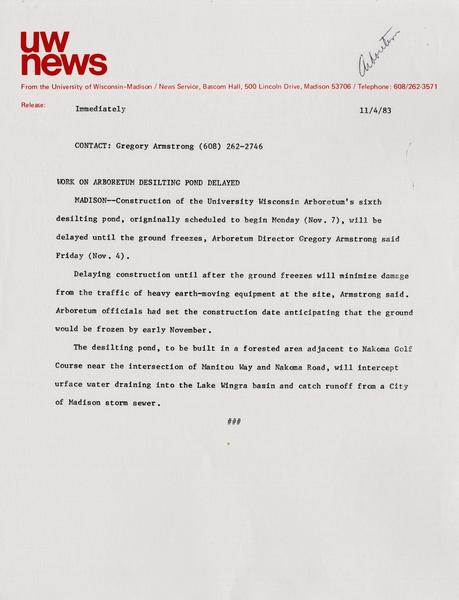 uw
news
Arboretum
From the University of Wisconsin-Madison / News Service, Bascom Hall, 500 Lincoln Drive, Madison 53706 / Telephone: 608/262-3571
Release: Immediately 11/4/83
CONTACT: Gregory Armstrong (608) 262-2746
WORK ON ARBORETUM DESILTING POND DELAYED
MADISON--Construction of the University Wisconsin Arboretum's sixth
desilting pond, origninally scheduled to begin Monday (Nov. 7), will be
delayed until the ground freezes, Arboretum Director Gregory Armstrong said
Friday (Nov. 4).
Delaying construction until after the ground freezes will minimize damage
from the traffic of heavy earth-moving equipment at the site, Armstrong said.
Arboretum officials had set the construction date anticipating that the ground
would be frozen by early November.
The desilting pond, to be built in a forested area adjacent to Nakoma Golf
Course near the intersection of Manitou Way and Nakoma Road, will intercept
urface water draining into the Lake Wingra basin and catch runoff from a City
of Madison storm sewer.
###